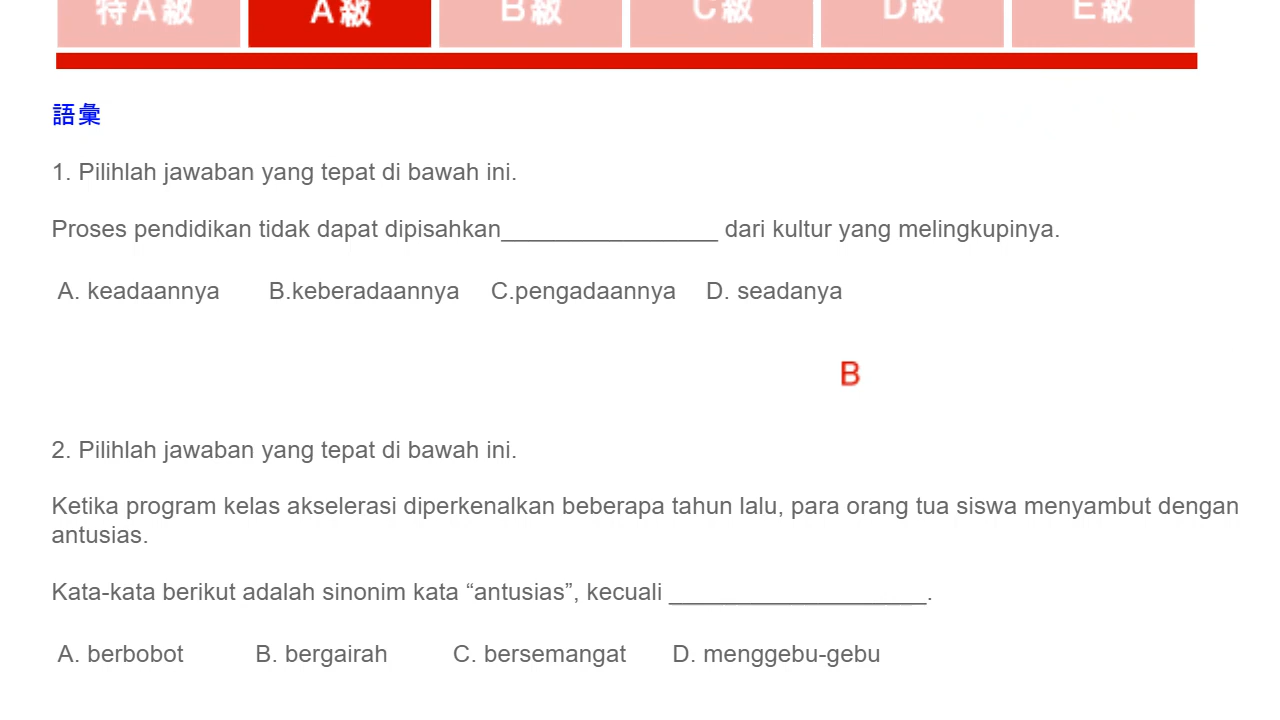 特A級 A級 B級 C級 D級 E級
語彙
1. Pilihlah jawaban yang tepat di bawah ini.
Proses pendidikan tidak dapat dipisahkan________________ dari kultur yang melingkupinya.
A. keadaannya B.keberadaannya C.pengadaannya D. seadanya
B
2. Pilihlah jawaban yang tepat di bawah ini.
Ketika program kelas akselerasi diperkenalkan beberapa tahun lalu, para orang tua siswa menyambut dengan
antusias.
Kata-kata berikut adalah sinonim kata “antusias”, kecuali ___________________.
A. berbobot B. bergairah C. bersemangat D. menggebu-gebu